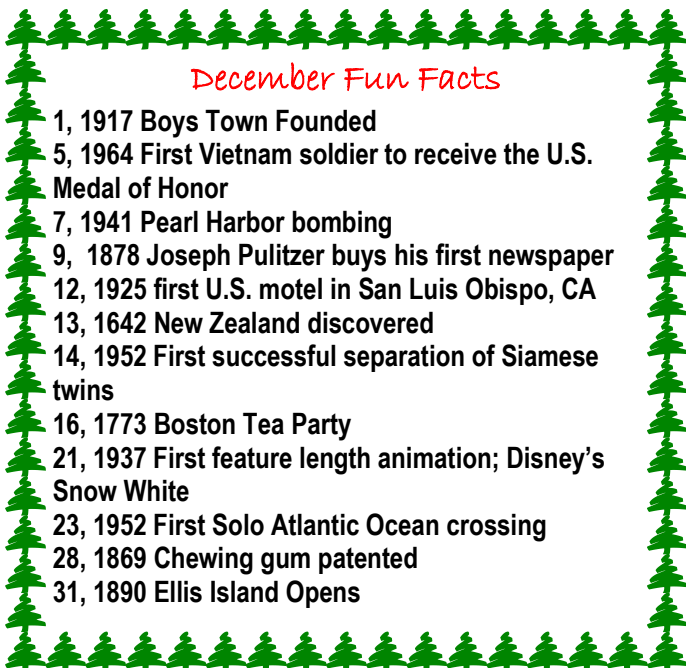 December Fun Facts
1, 1917 Boys Town Founded
5, 1964 First Vietnam soldier to receive the U.S.
Medal of Honor
7, 1941 Pearl Harbor bombing
9,  1878 Joseph Pulitzer buys his first newspaper
12, 1925 first U.S. motel in San Luis Obispo, CA
13, 1642 New Zealand discovered
14, 1952 First successful separation of Siamese
twins
16, 1773 Boston Tea Party
21, 1937 First feature length animation; Disney’s
Snow White
23, 1952 First Solo Atlantic Ocean crossing
28, 1869 Chewing gum patented
31, 1890 Ellis Island Opens